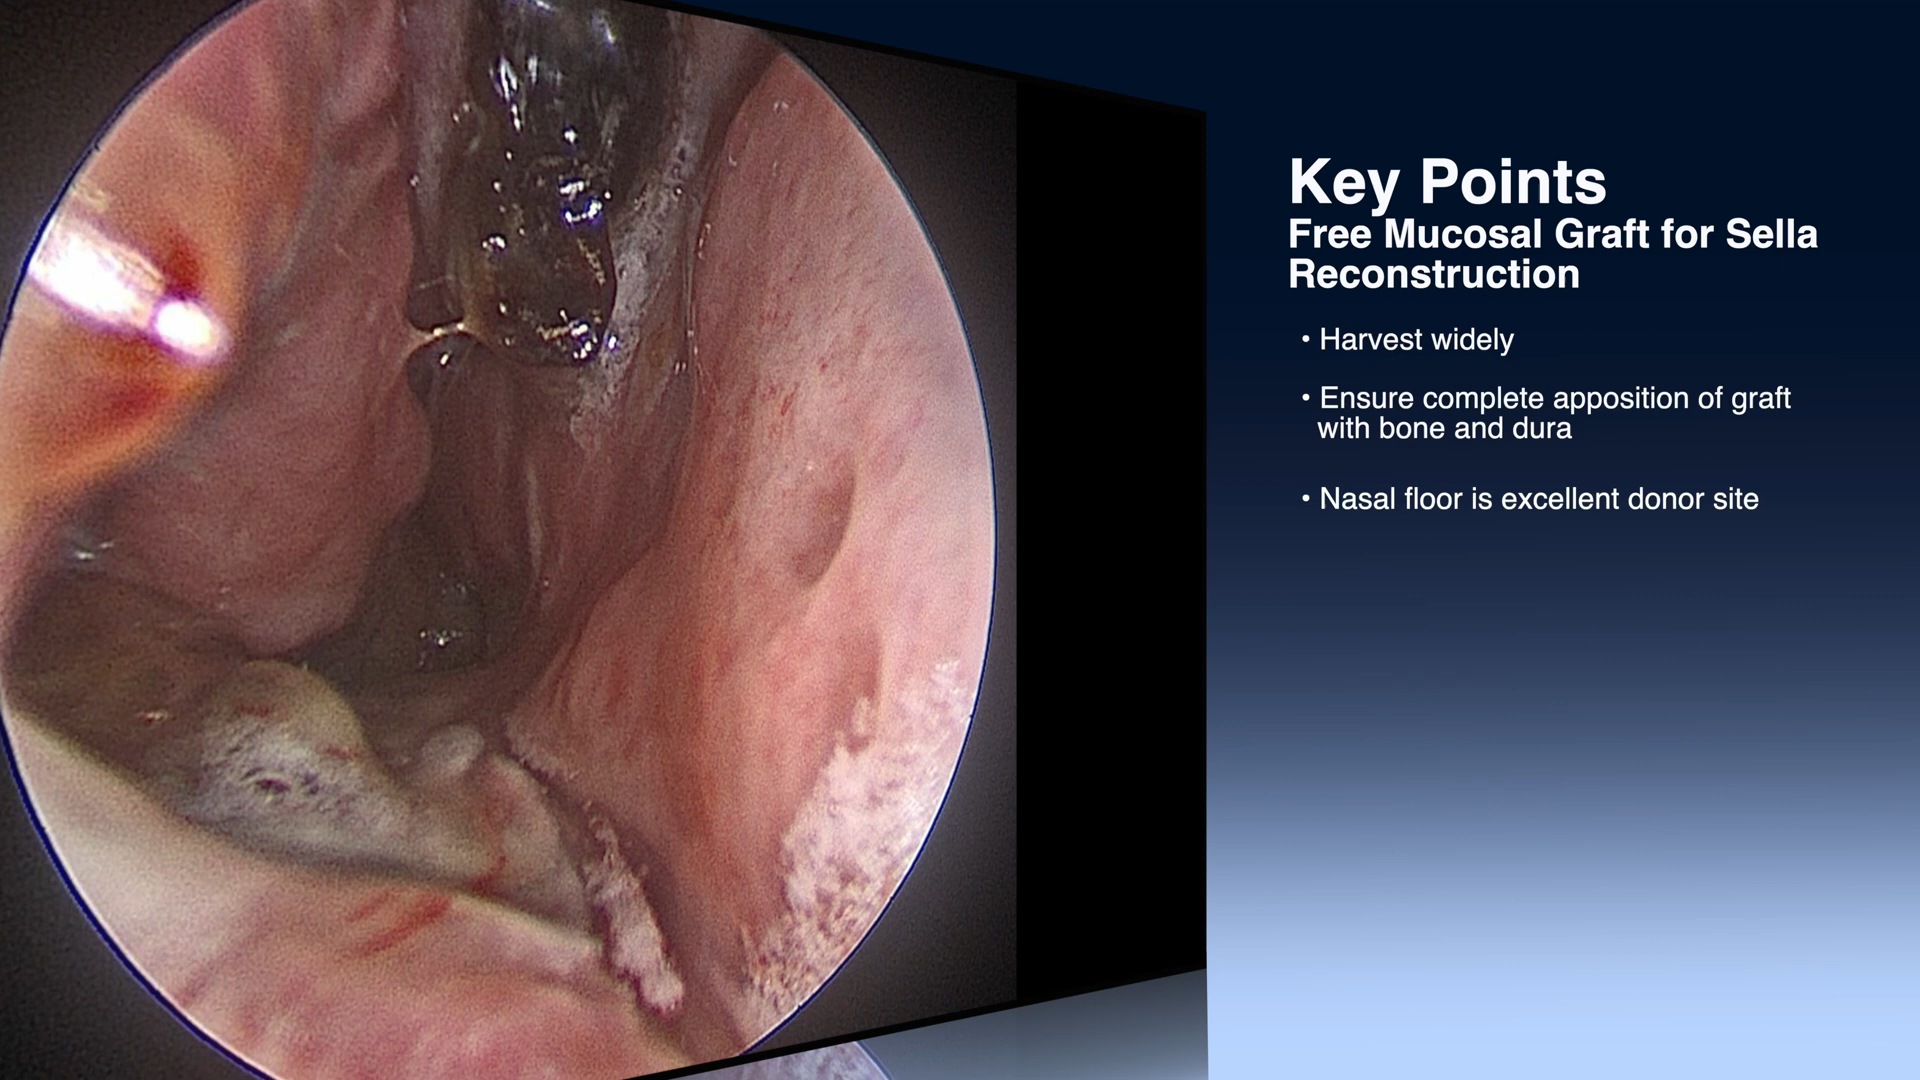 Key Points
Free Mucosal Graft for Sella
Reconstruction
• Harvest widely
• Ensure complete apposition of graft
with bone and dura
• Nasal floor is excellent donor site